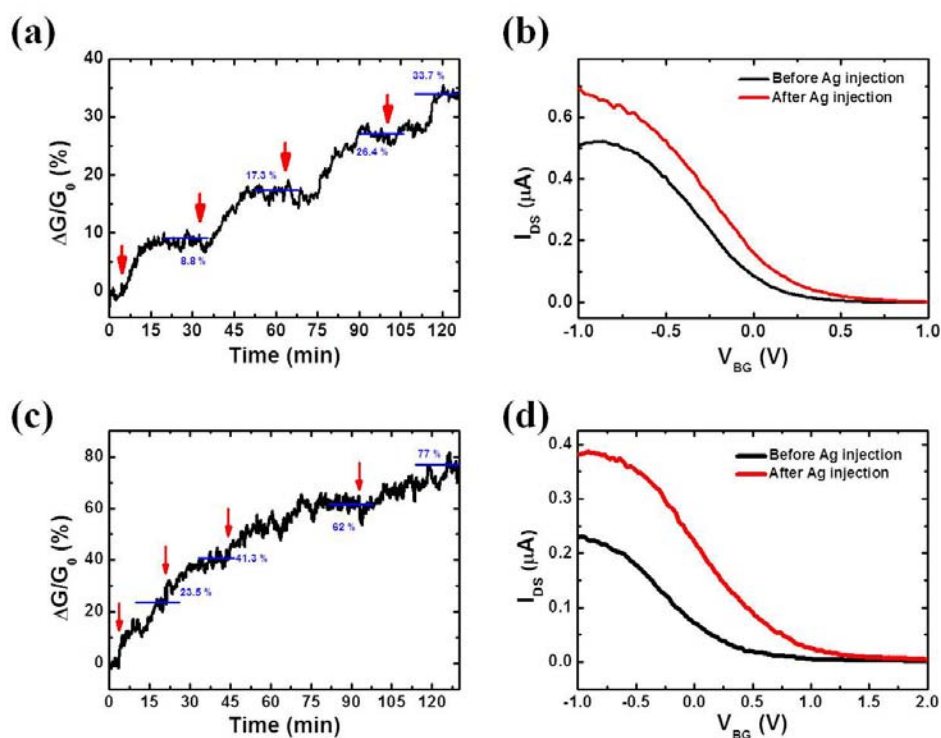 (a)
ΔG/G₀ (%)
40
30
20
10
0
8.8 %
17.3 %
26.4 %
33.7 %
0 15 30 45 60 75 90 105 120
Time (min)
(b)
I_DS (μA)
0.6
0.4
0.2
0.0
Before Ag injection
After Ag injection
-1.0 -0.5 0.0 0.5 1.0
V_BG (V)
(c)
ΔG/G₀ (%)
80
60
40
20
0
23.5 %
41.3 %
62 %
77 %
0 15 30 45 60 75 90 105 120
Time (min)
(d)
I_DS (μA)
0.4
0.3
0.2
0.1
0.0
Before Ag injection
After Ag injection
-1.0 -0.5 0.0 0.5 1.0 1.5 2.0
V_BG (V)